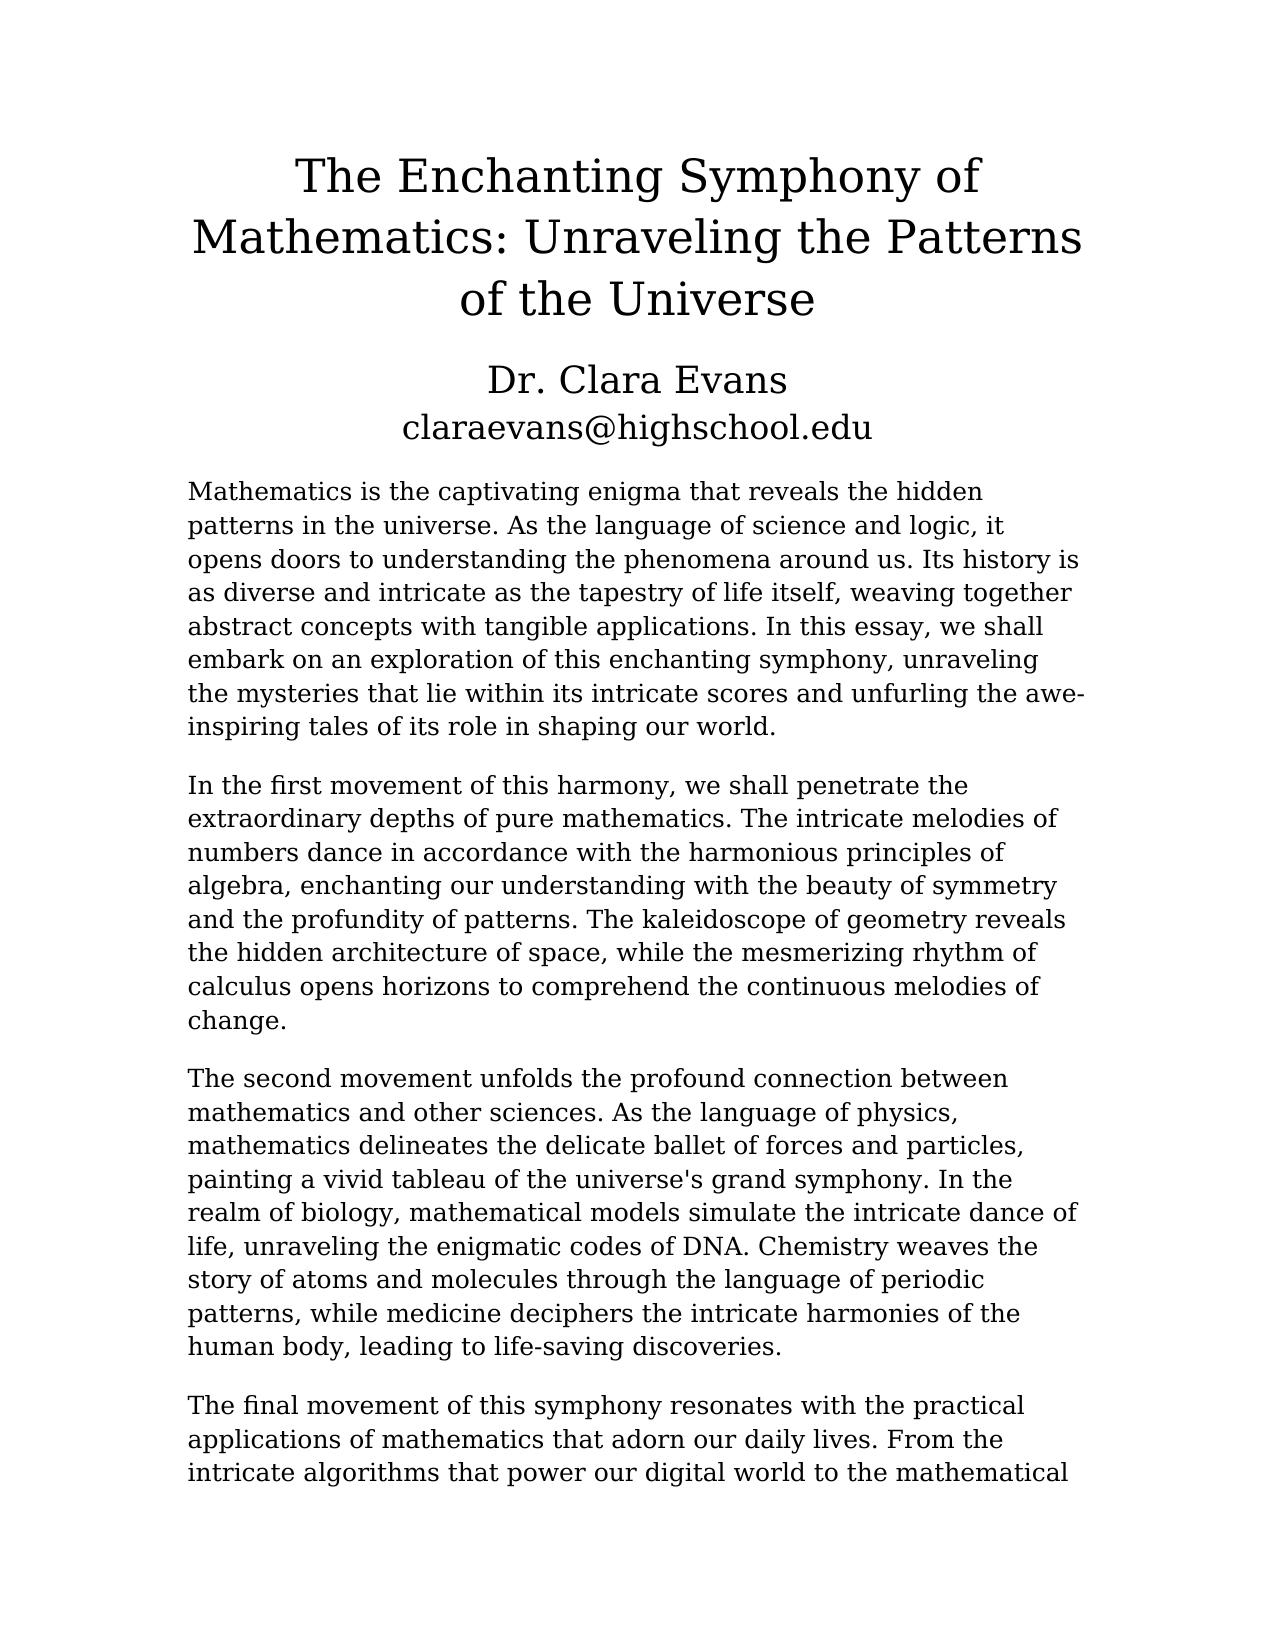 The Enchanting Symphony of
Mathematics: Unraveling the Patterns
of the Universe
Dr. Clara Evans
claraevans@highschool.edu
Mathematics is the captivating enigma that reveals the hidden
patterns in the universe. As the language of science and logic, it
opens doors to understanding the phenomena around us. Its history is
as diverse and intricate as the tapestry of life itself, weaving together
abstract concepts with tangible applications. In this essay, we shall
embark on an exploration of this enchanting symphony, unraveling
the mysteries that lie within its intricate scores and unfurling the awe-
inspiring tales of its role in shaping our world.
In the first movement of this harmony, we shall penetrate the
extraordinary depths of pure mathematics. The intricate melodies of
numbers dance in accordance with the harmonious principles of
algebra, enchanting our understanding with the beauty of symmetry
and the profundity of patterns. The kaleidoscope of geometry reveals
the hidden architecture of space, while the mesmerizing rhythm of
calculus opens horizons to comprehend the continuous melodies of
change.
The second movement unfolds the profound connection between
mathematics and other sciences. As the language of physics,
mathematics delineates the delicate ballet of forces and particles,
painting a vivid tableau of the universe's grand symphony. In the
realm of biology, mathematical models simulate the intricate dance of
life, unraveling the enigmatic codes of DNA. Chemistry weaves the
story of atoms and molecules through the language of periodic
patterns, while medicine deciphers the intricate harmonies of the
human body, leading to life-saving discoveries.
The final movement of this symphony resonates with the practical
applications of mathematics that adorn our daily lives. From the
intricate algorithms that power our digital world to the mathematical